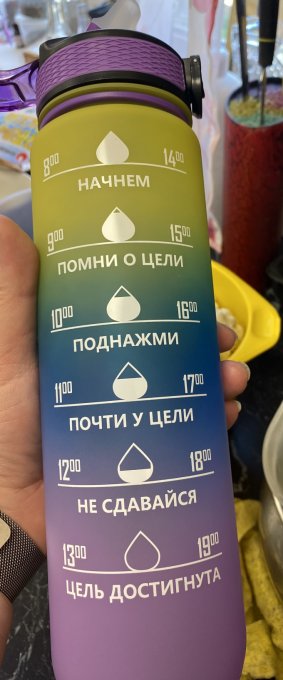 8⁰⁰ 14⁰⁰
НАЧНЕМ
9⁰⁰ 15⁰⁰
ПОМНИ О ЦЕЛИ
10⁰⁰ 16⁰⁰
ПОДНАЖМИ
11⁰⁰ 17⁰⁰
ПОЧТИ У ЦЕЛИ
12⁰⁰ 18⁰⁰
НЕ СДАВАЙСЯ
13⁰⁰ 19⁰⁰
ЦЕЛЬ ДОСТИГНУТА